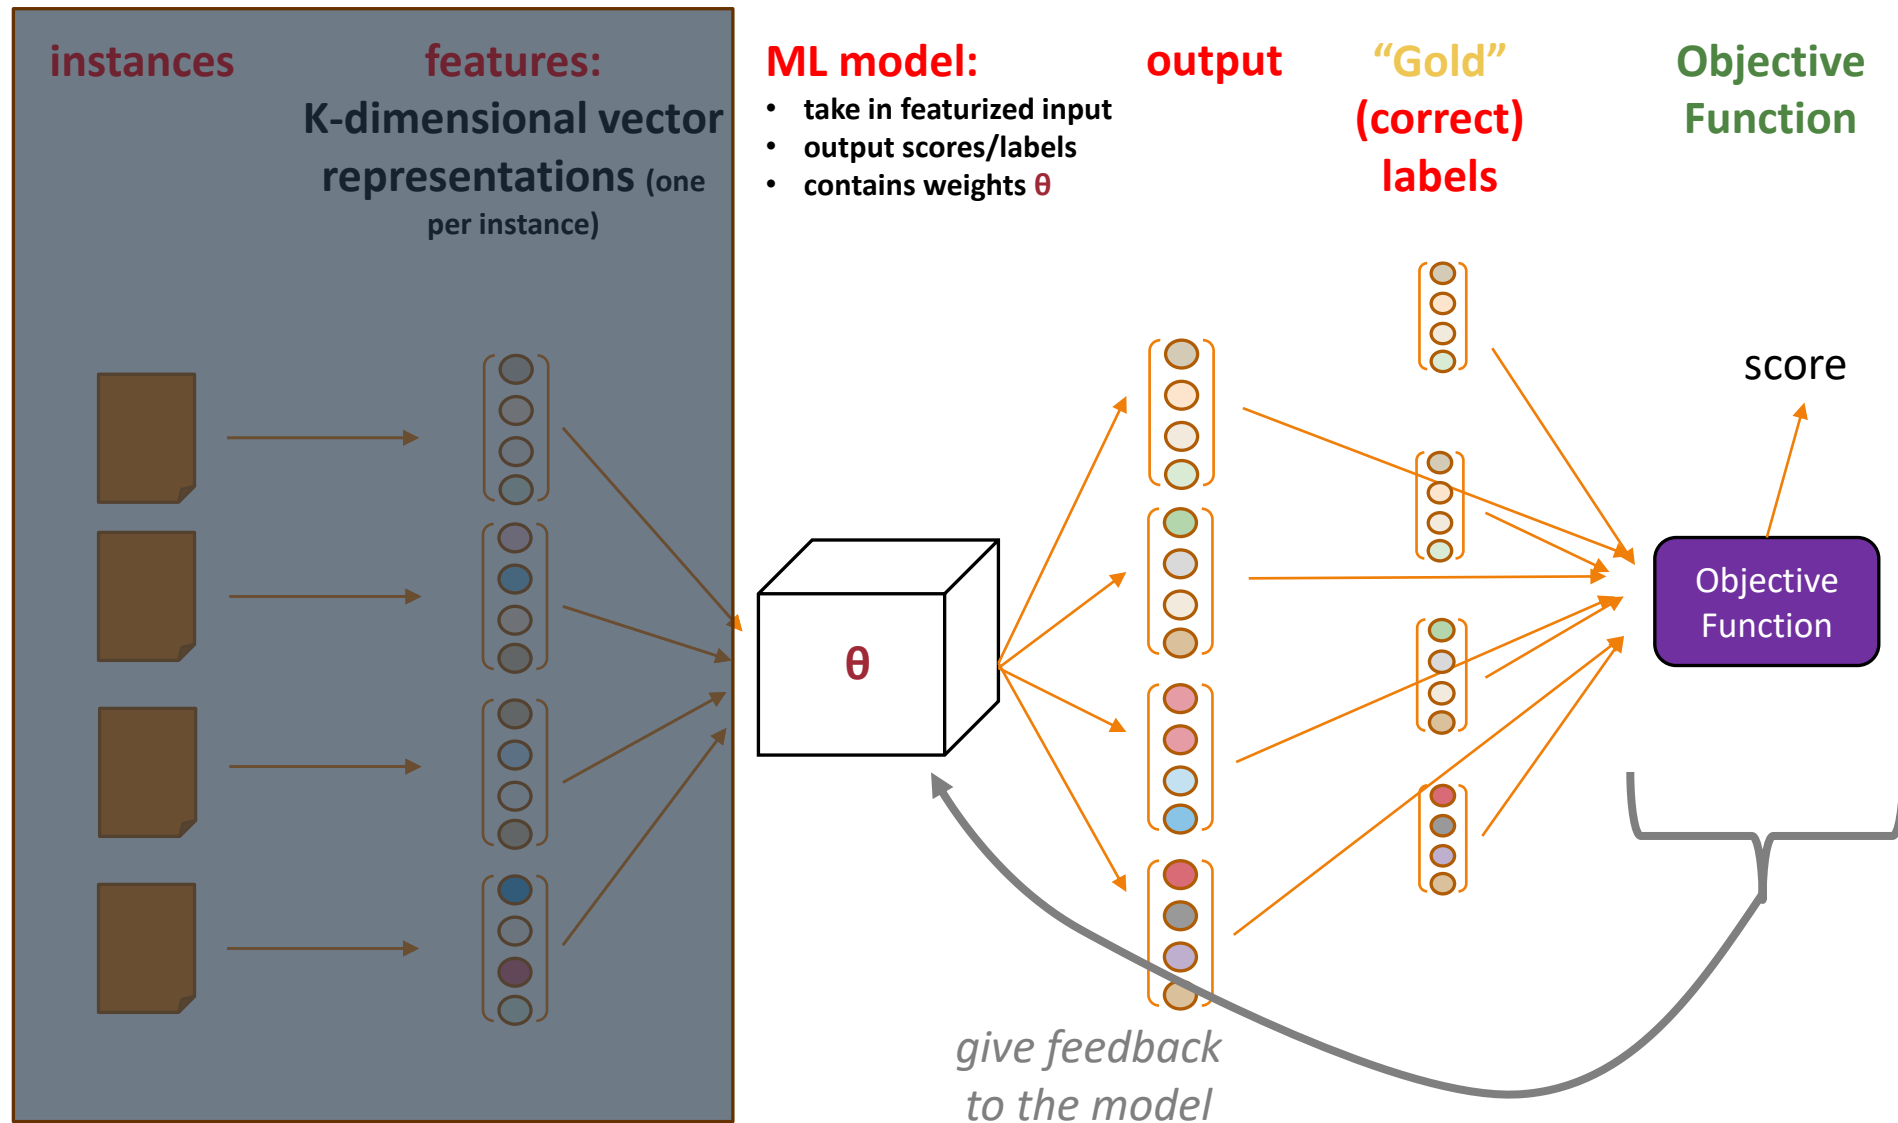 instances
features:
K-dimensional vector
representations (one
per instance)
ML model:
• take in featurized input
• output scores/labels
• contains weights θ
output
“Gold”
(correct)
labels
Objective
Function
score
θ
Objective
Function
give feedback
to the model